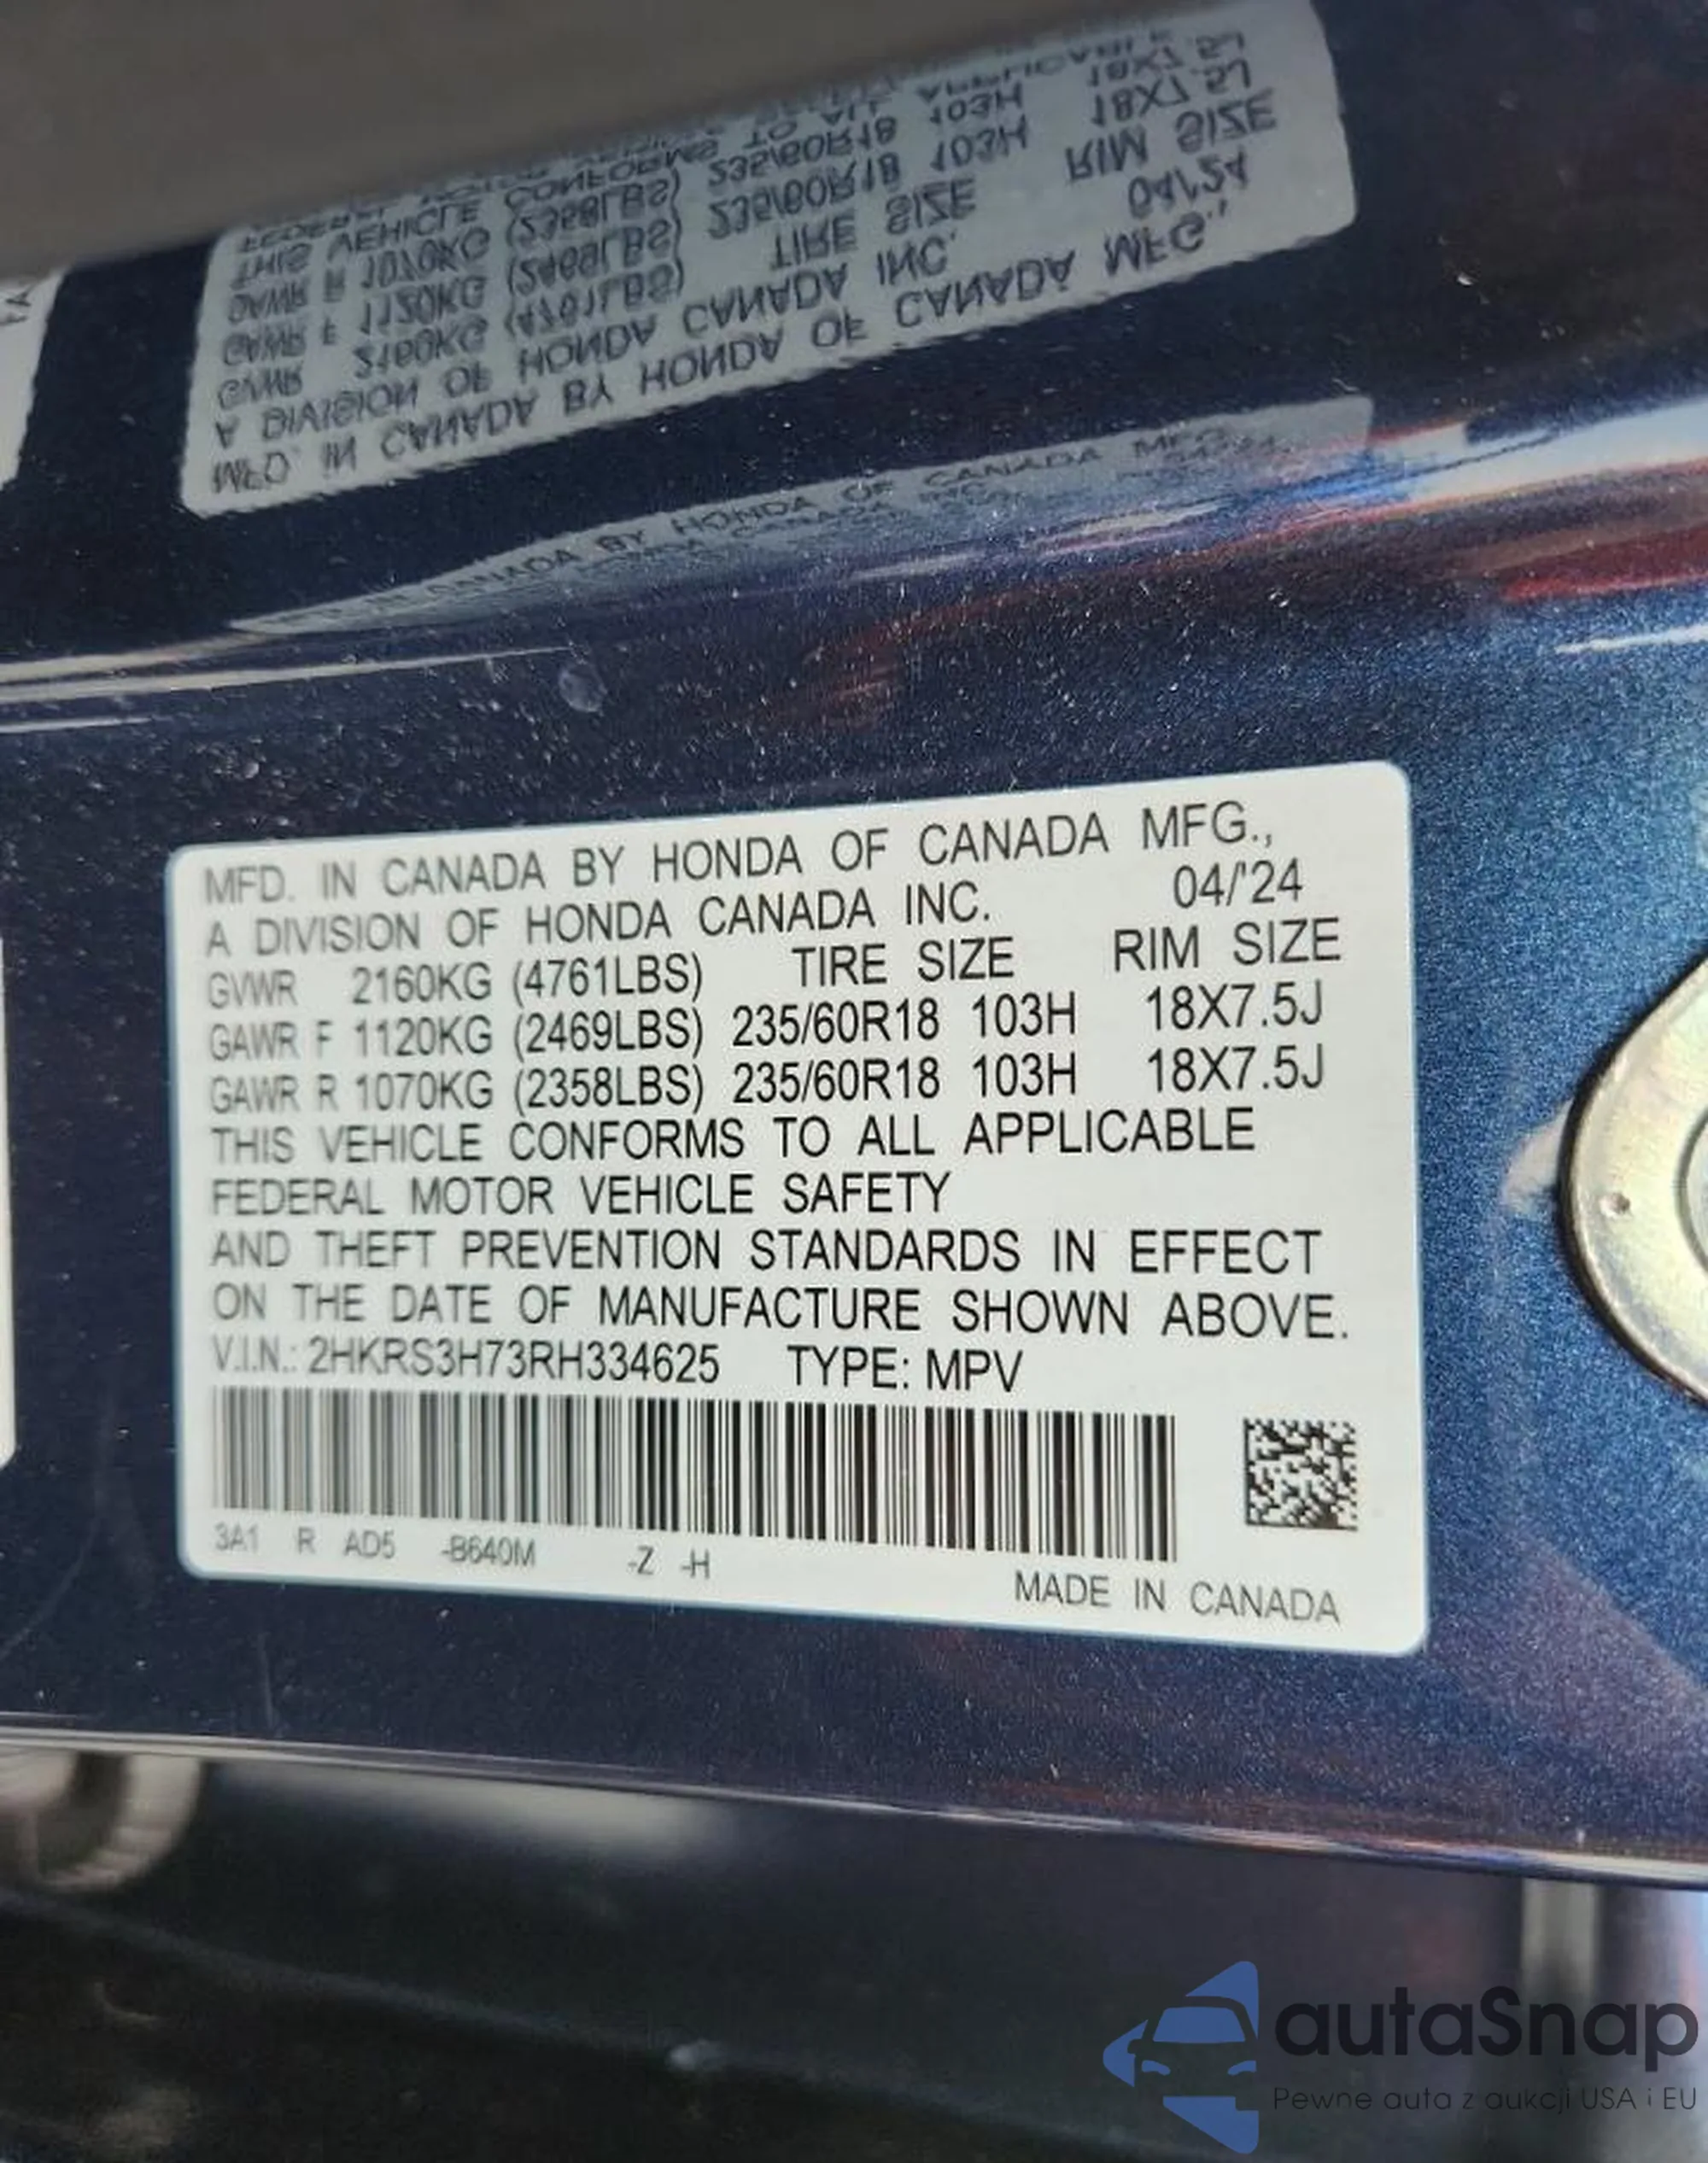 MFD. IN CANADA BY HONDA OF CANADA MFG.,
A DIVISION OF HONDA CANADA INC. 04/'24
GVWR 2160KG (4761LBS) TIRE SIZE RIM SIZE
GAWR F 1120KG (2469LBS) 235/60R18 103H 18X7.5J
GAWR R 1070KG (2358LBS) 235/60R18 103H 18X7.5J
THIS VEHICLE CONFORMS TO ALL APPLICABLE
FEDERAL MOTOR VEHICLE SAFETY
AND THEFT PREVENTION STANDARDS IN EFFECT
ON THE DATE OF MANUFACTURE SHOWN ABOVE.
V.I.N.: 2HKRS3H73RH334625 TYPE: MPV
3A1 R AD5 -B640M -Z -H
MADE IN CANADA
autaSnap
Pewne auta z aukcji USA i EU